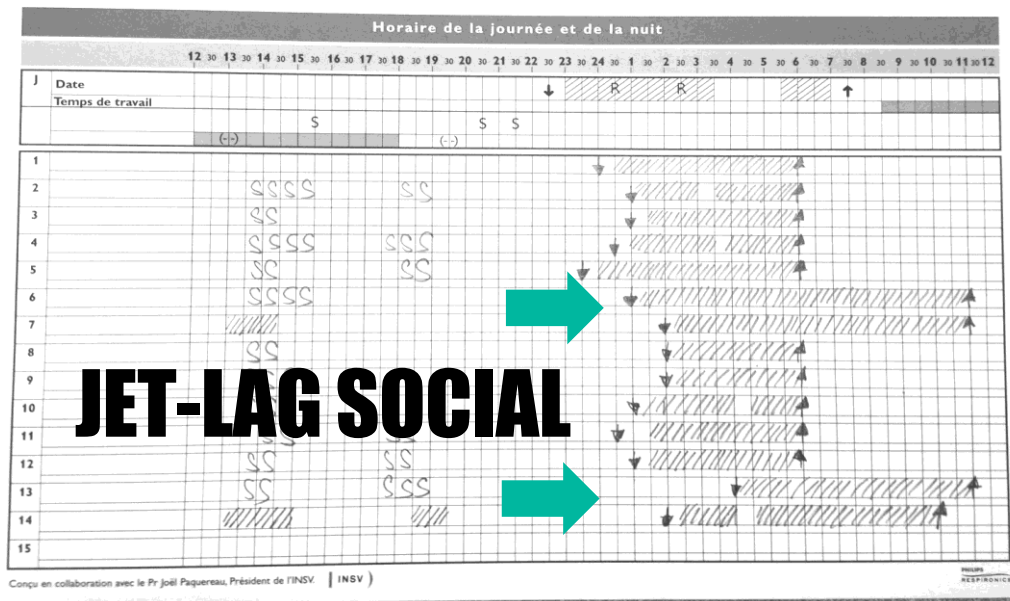 Horaire de la journée et de la nuit
12 30 13 30 14 30 15 30 16 30 17 30 18 30 19 30 20 30 21 30 22 30 23 30 24 30 1 30 2 30 3 30 4 30 5 30 6 30 7 30 8 30 9 30 10 30 11 30 12
J Date R R
Temps de travail
S S S
(--) (--)
1
2 S S S S S S
3 S S
4 S S S S S S S
5 S S S S
6 S S S S
7
8 S S
9
JET-LAG SOCIAL
10
11
12 S S S S
13 S S S S S
14
15
Conçu en collaboration avec le Pr Joël Paquereau, Président de l'INSV. | INSV )
PHILIPS
RESPIRONICS